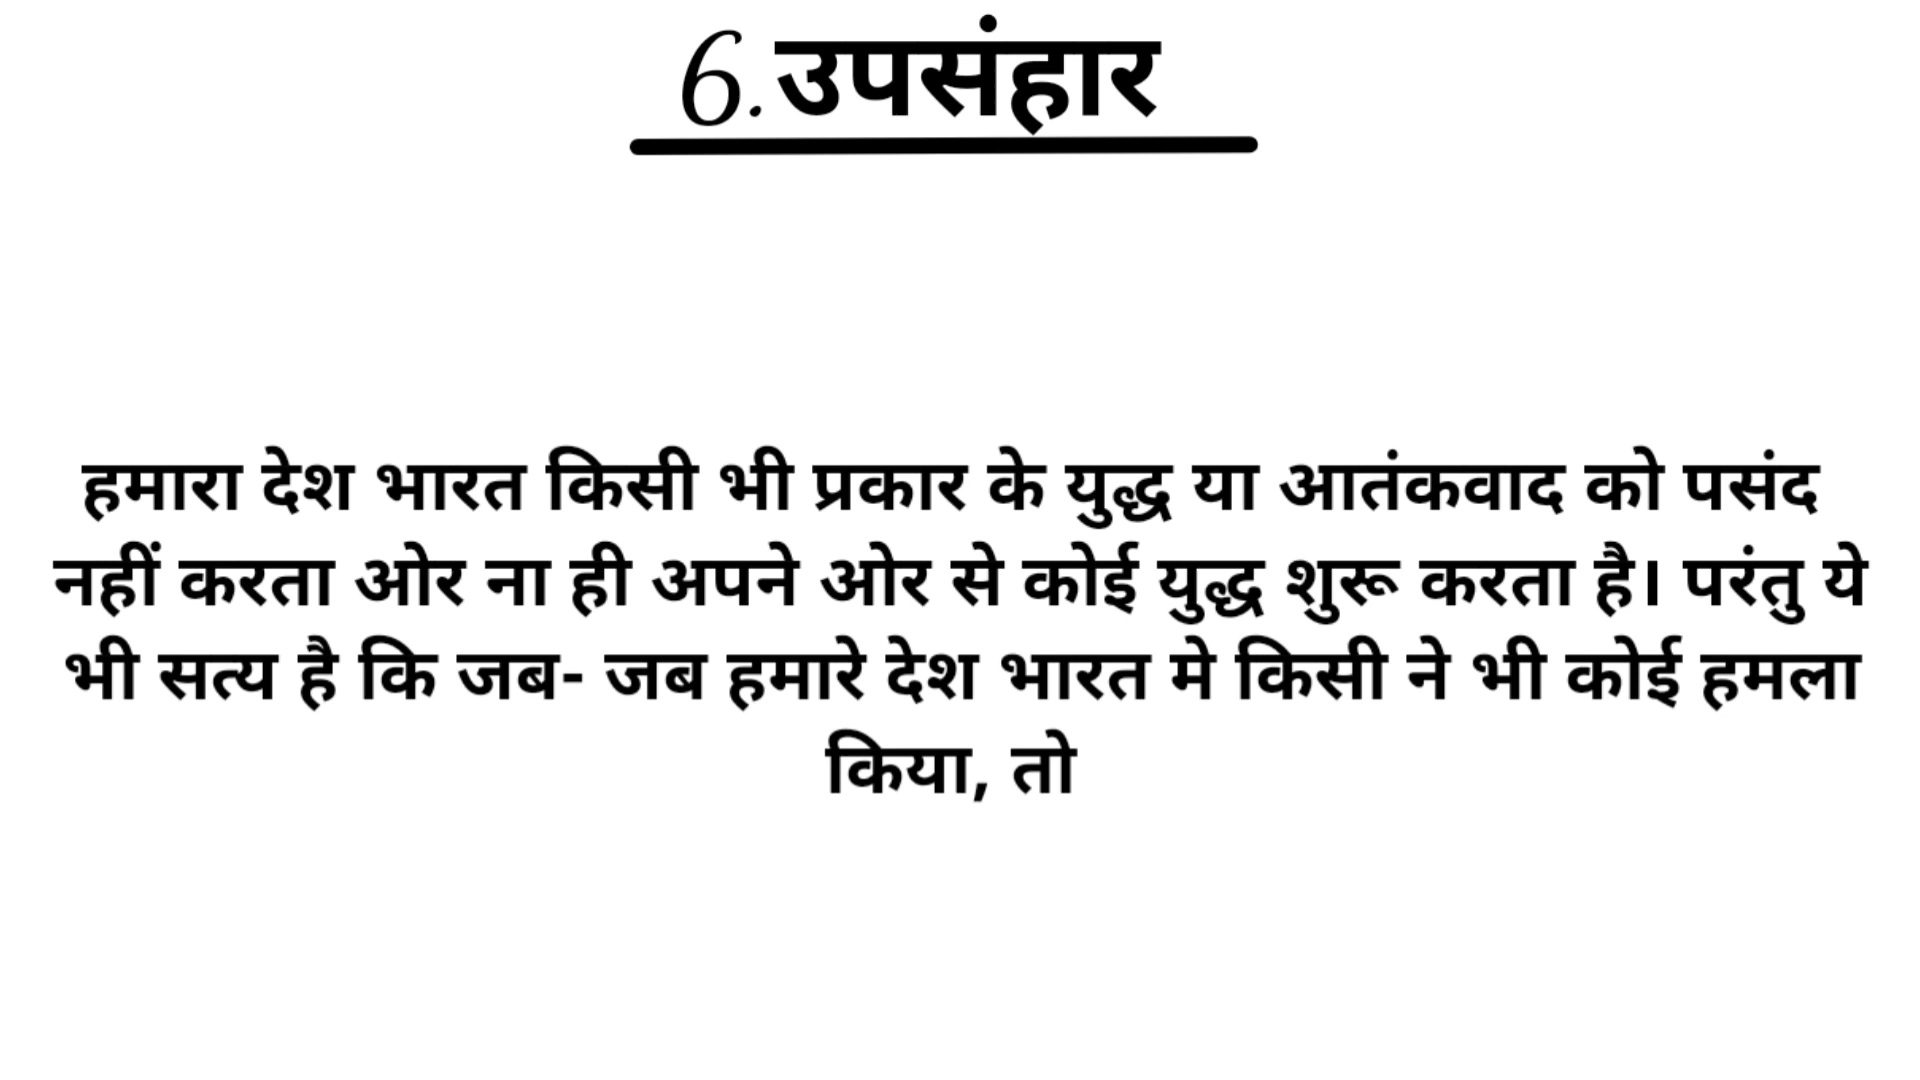 6.उपसंहार
हमारा देश भारत किसी भी प्रकार के युद्ध या आतंकवाद को पसंद
नहीं करता ओर ना ही अपने ओर से कोई युद्ध शुरू करता है। परंतु ये
भी सत्य है कि जब- जब हमारे देश भारत मे किसी ने भी कोई हमला
किया, तो